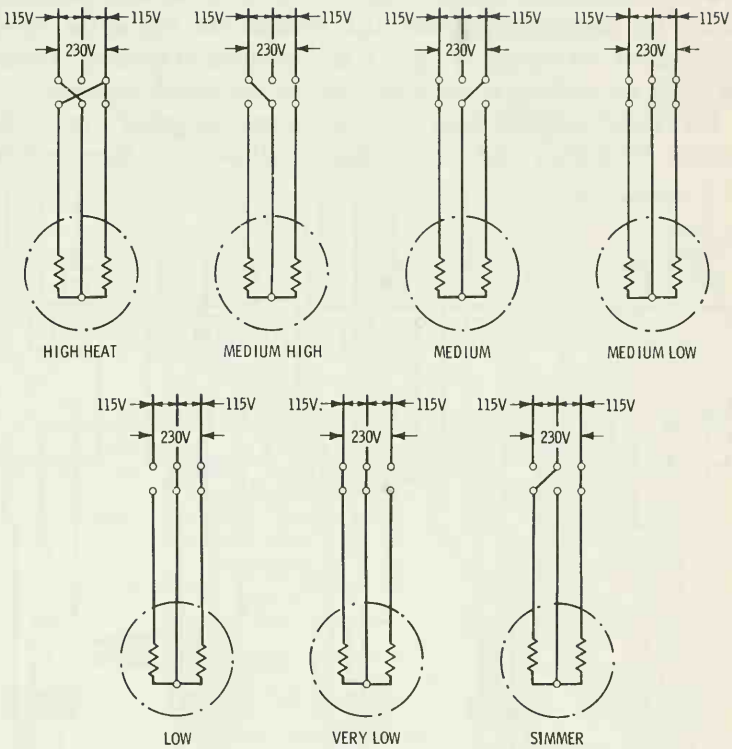 115V 115V 115V 115V 115V 115V 115V 115V
230V 230V 230V 230V
HIGH HEAT MEDIUM HIGH MEDIUM MEDIUM LOW
115V 115V 115V. 115V 115V 115V
230V 230V 230V
LOW VERY LOW SIMMER